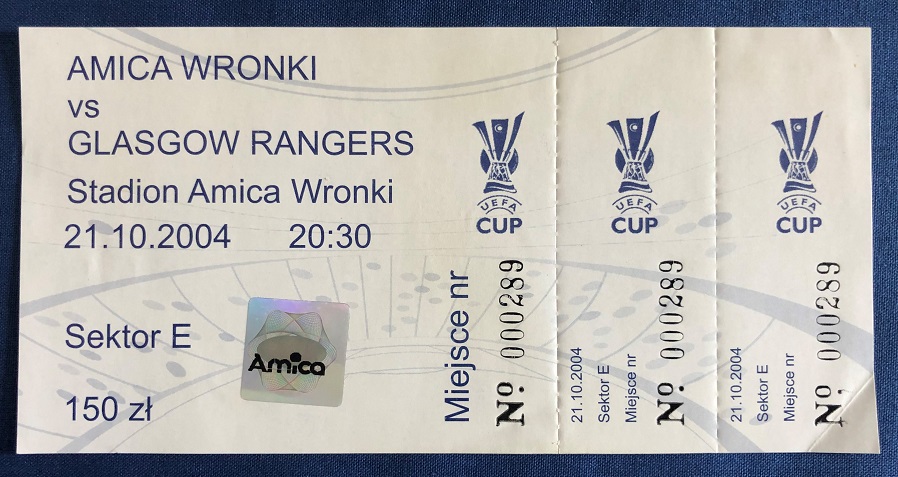 AMICA WRONKI
vs
GLASGOW RANGERS
Stadion Amica Wronki
21.10.2004 20:30
Sektor E
150 zł
Amica
UEFA
CUP
Miejsce nr
Nº. 000289
UEFA
CUP
21.10.2004
Sektor E
Miejsce nr
Nº. 000289
UEFA
CUP
21.10.2004
Sektor E
Miejsce nr
Nº. 000289